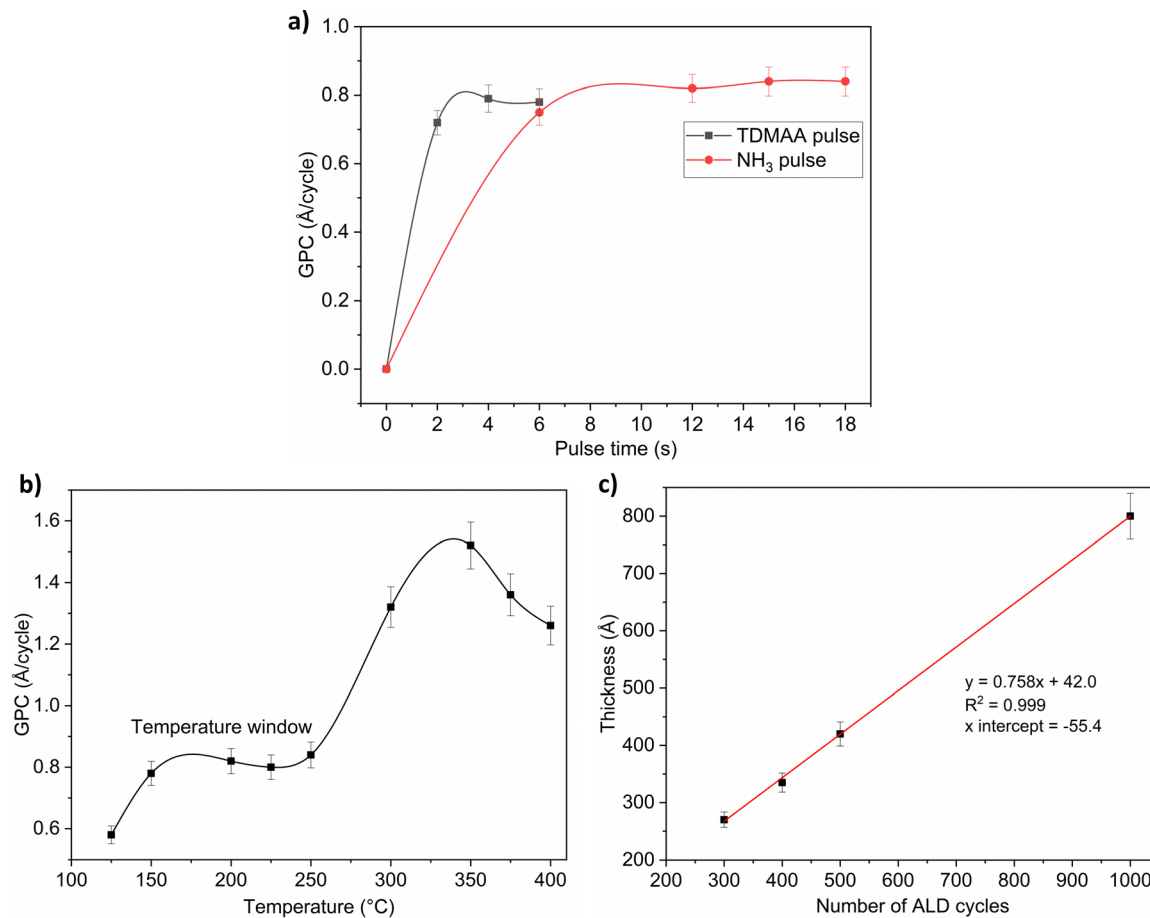 a)
1.0
0.8
0.6
0.4
0.2
0.0
GPC (Å/cycle)
TDMAA pulse
NH₃ pulse
0 2 4 6 8 10 12 14 16 18
Pulse time (s)
b)
1.6
1.4
1.2
1.0
0.8
0.6
GPC (Å/cycle)
Temperature window
100 150 200 250 300 350 400
Temperature (°C)
c)
800
700
600
500
400
300
200
Thickness (Å)
y = 0.758x + 42.0
R² = 0.999
x intercept = -55.4
200 300 400 500 600 700 800 900 1000
Number of ALD cycles